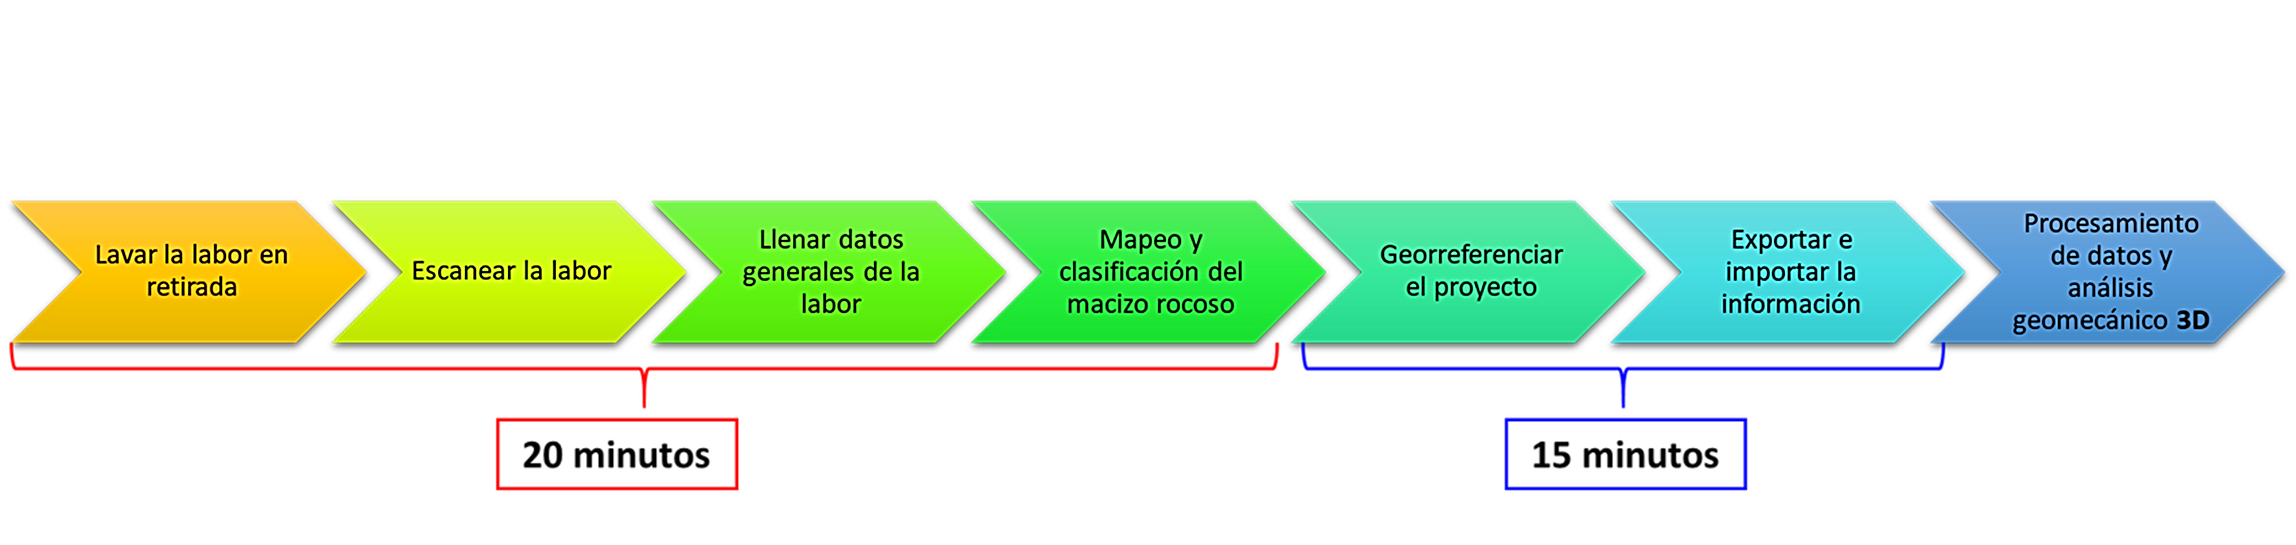 Lavar la labor en
retirada
Escanear la labor
Llenar datos
generales de la
labor
Mapeo y
clasificación del
macizo rocoso
Georreferenciar
el proyecto
Exportar e
importar la
información
Procesamiento
de datos y
análisis
geomecánico 3D
20 minutos
15 minutos